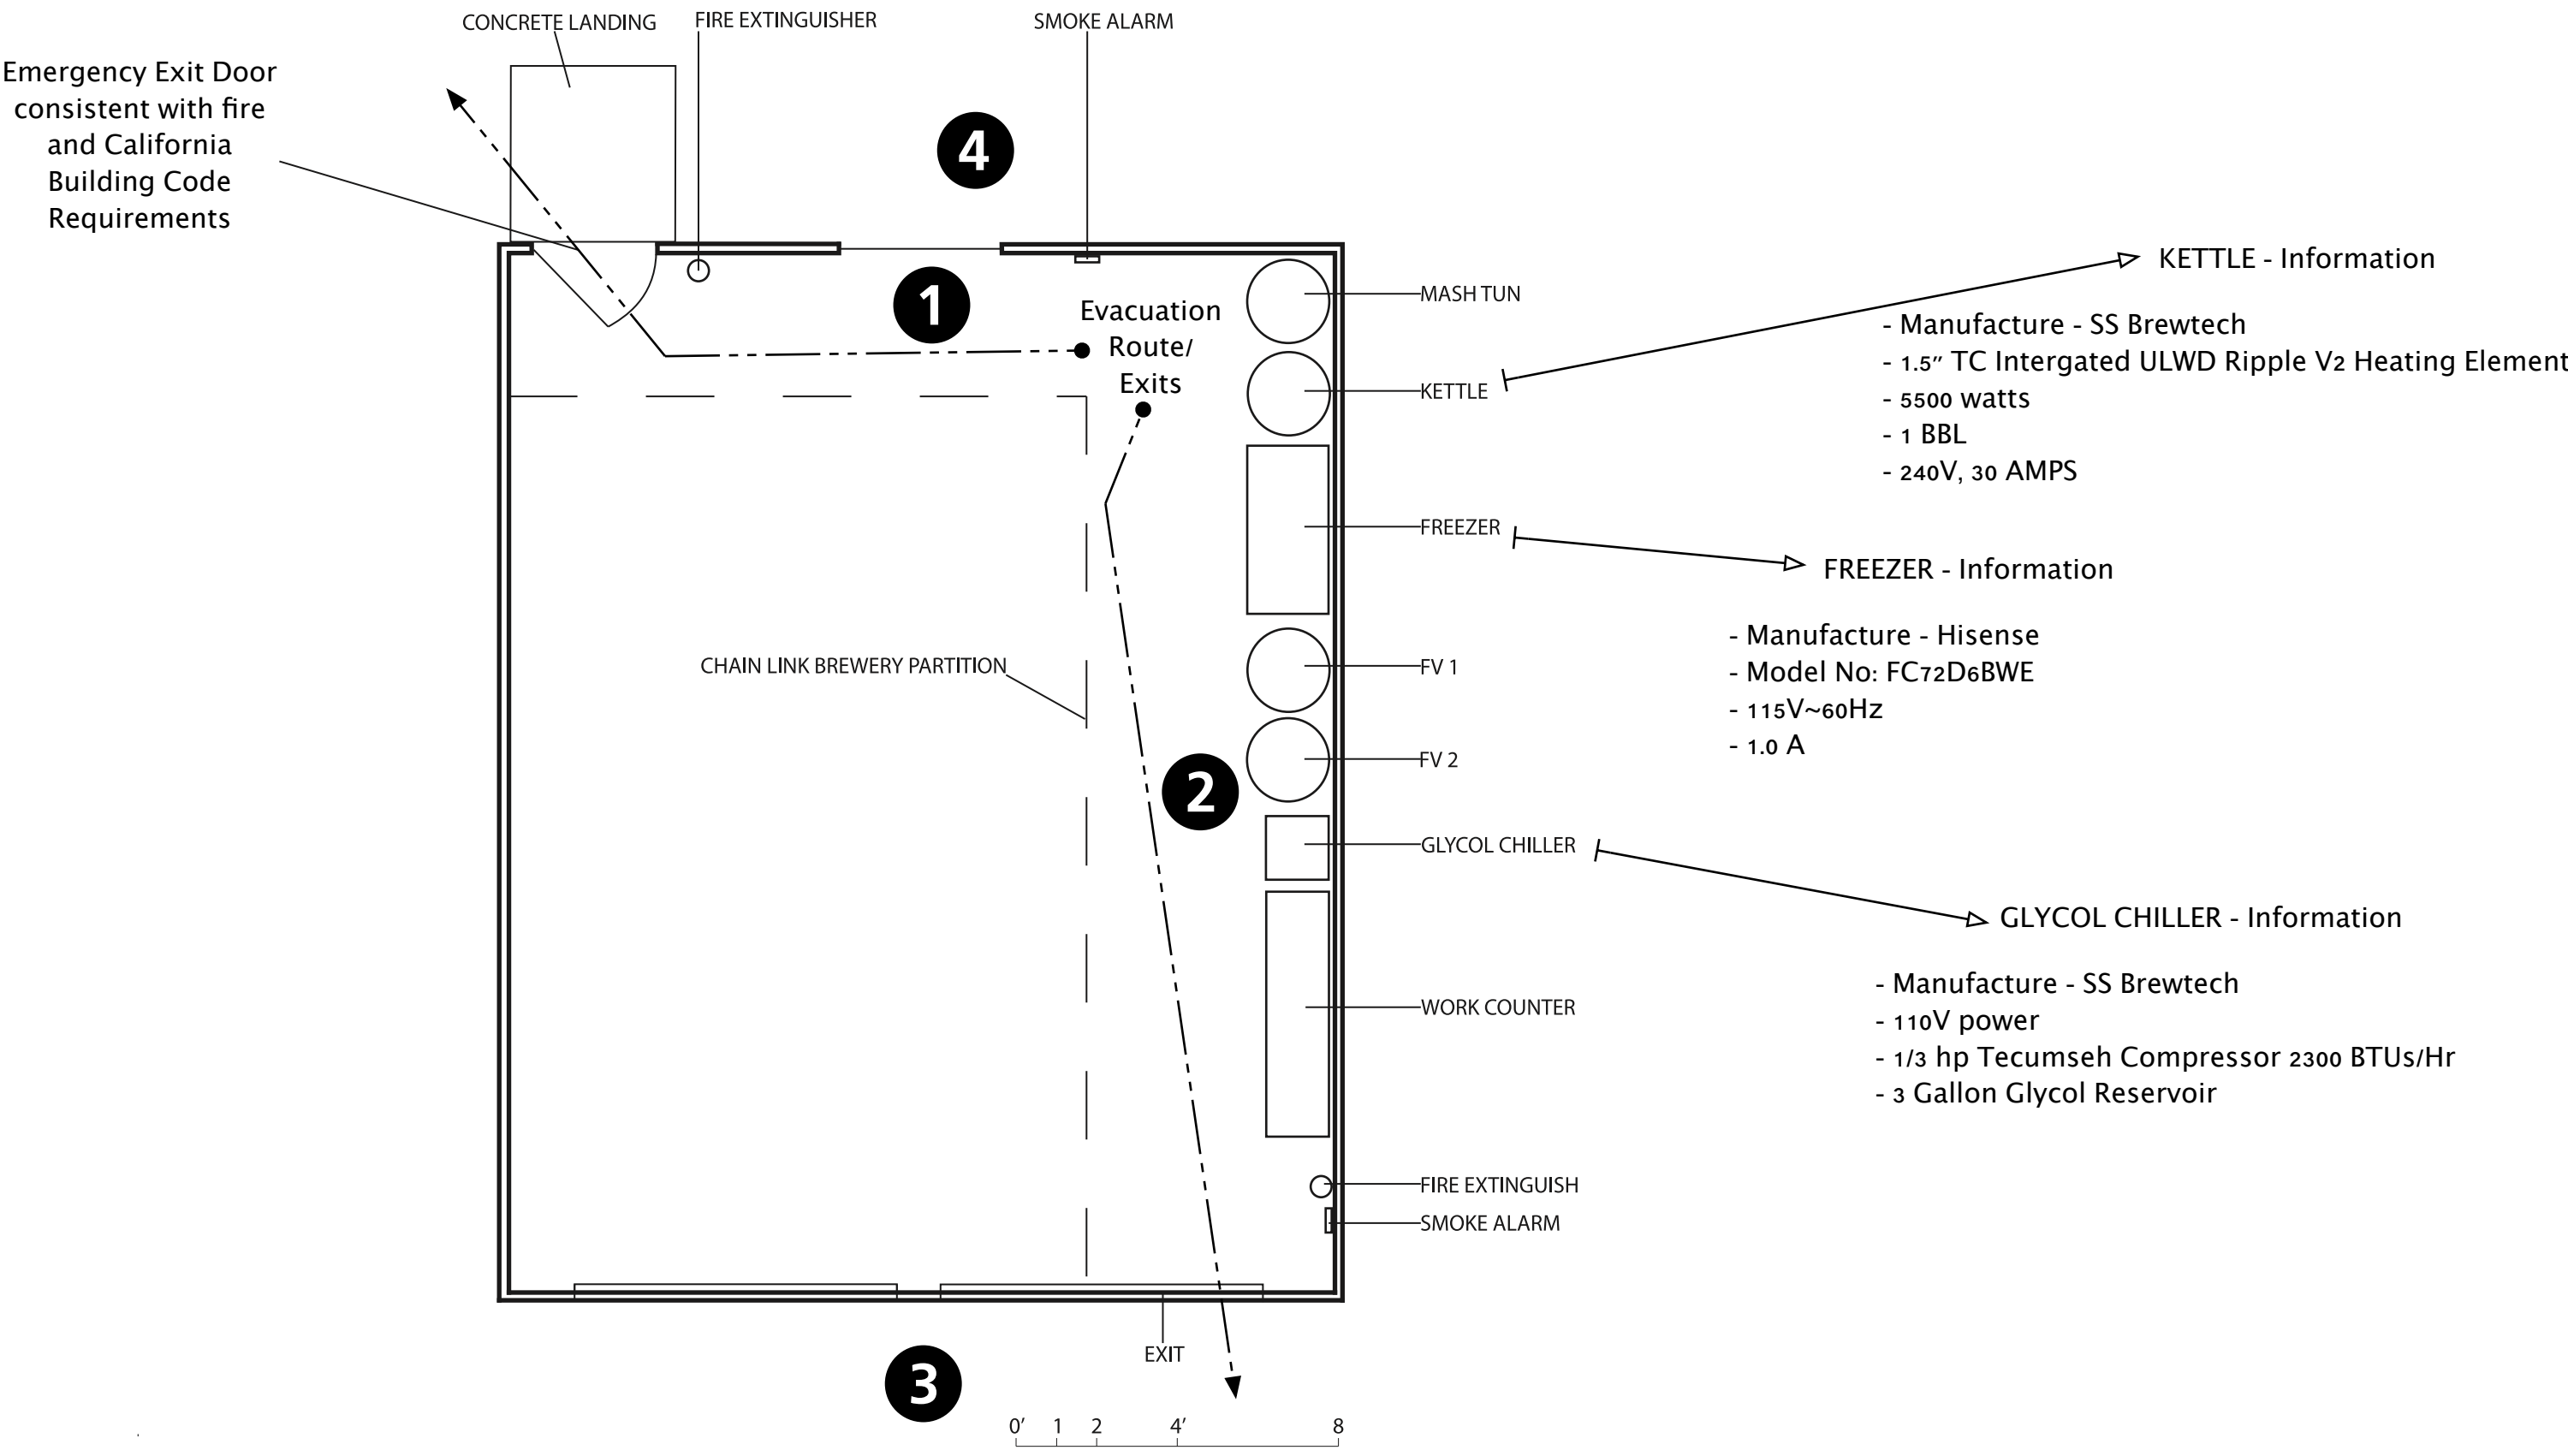 CONCRETE LANDING
FIRE EXTINGUISHER
SMOKE ALARM
Emergency Exit Door
consistent with fire
and California
Building Code
Requirements
4
1
Evacuation
Route/
Exits
MASH TUN
KETTLE
KETTLE - Information
- Manufacture - SS Brewtech
- 1.5" TC Intergated ULWD Ripple V2 Heating Element
- 5500 watts
- 1 BBL
- 240V, 30 AMPS
FREEZER
FREEZER - Information
- Manufacture - Hisense
- Model No: FC72D6BWE
- 115V~60Hz
- 1.0 A
CHAIN LINK BREWERY PARTITION
FV 1
FV 2
2
GLYCOL CHILLER
GLYCOL CHILLER - Information
- Manufacture - SS Brewtech
- 110V power
- 1/3 hp Tecumseh Compressor 2300 BTUs/Hr
- 3 Gallon Glycol Reservoir
WORK COUNTER
FIRE EXTINGUISH
SMOKE ALARM
EXIT
3
0' 1 2 4' 8